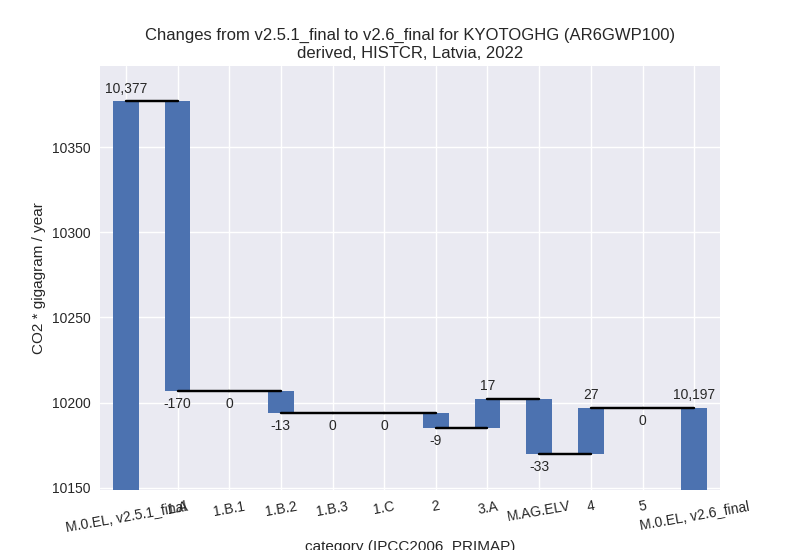 Changes from v2.5.1_final to v2.6_final for KYOTOGHG (AR6GWP100)
derived, HISTCR, Latvia, 2022
CO2 * gigagram / year
10350
10300
10250
10200
10150
10,377
-170
0
-13
0
0
-9
17
-33
27
0
10,197
M.0.EL, v2.5.1_final
1.A
1.B.1
1.B.2
1.B.3
1.C
2
3.A
M.AG.ELV
4
5
M.0.EL, v2.6_final
category (IPCC2006_PRIMAP)